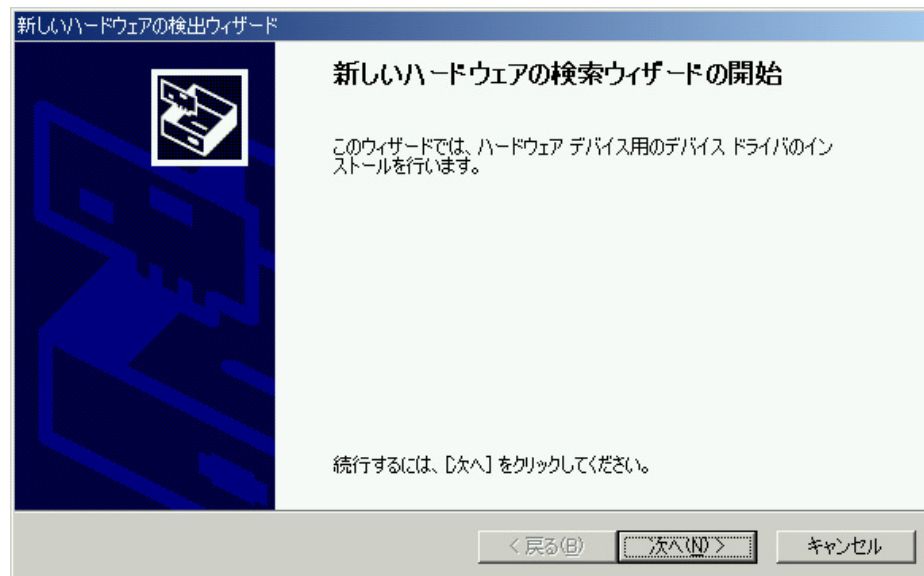 新しいハードウェアの検出ウィザード
新しいハードウェアの検索ウィザードの開始
このウィザードでは、ハードウェア デバイス用のデバイス ドライバのイン
ストールを行います。
続行するには、[次へ] をクリックしてください。
< 戻る(B)
次へ(N) >
キャンセル